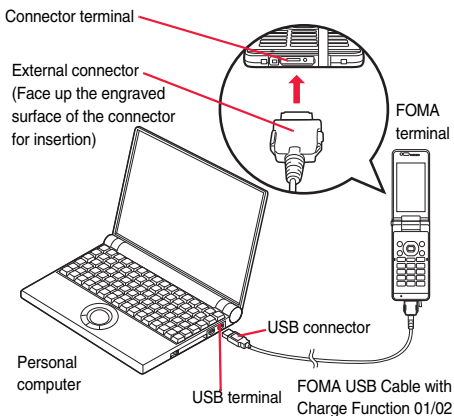 Connector terminal
External connector
(Face up the engraved
surface of the connector
for insertion)
FOMA
terminal
USB connector
Personal
computer
USB terminal
FOMA USB Cable with
Charge Function 01/02